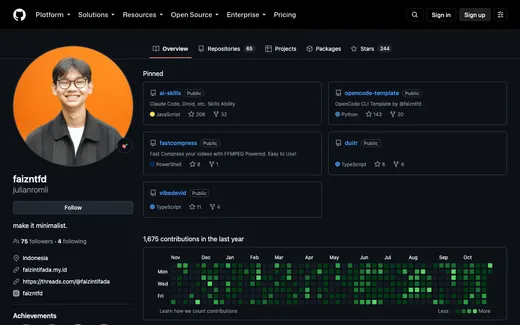 Platform Solutions Resources Open Source Enterprise Pricing Sign in Sign up
Overview Repositories 65 Projects Packages Stars 244
Pinned
ai-skills Public
Claude Code, Droid, etc. Skills Ability
JavaScript 208 32
opencode-template Public
OpenCode CLI Template by @faizntfd
Python 143 20
fastcompress Public
Fast Compress your videos with FFMPEG Powered. Easy to Use!
PowerShell 8 1
duitr Public
TypeScript 6 4
vibedevid Public
TypeScript 11 4
faizntfd
julianromli
Follow
make it minimalist.
75 followers · 4 following
Indonesia
faizintifada.my.id
https://threads.com/@faizintifada
faizntfd
Achievements
1,675 contributions in the last year
Nov Dec Jan Feb Mar Apr May Jun Jul Aug Sep Oct
Mon
Wed
Fri
Learn how we count contributions Less More